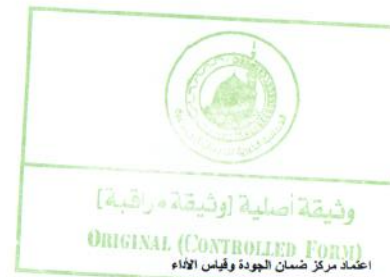 وثيقة أصلية [وثيقة مراقبة]
ORIGINAL (CONTROLLED FORM)
اعتماد مركز ضمان الجودة وقياس الأداء